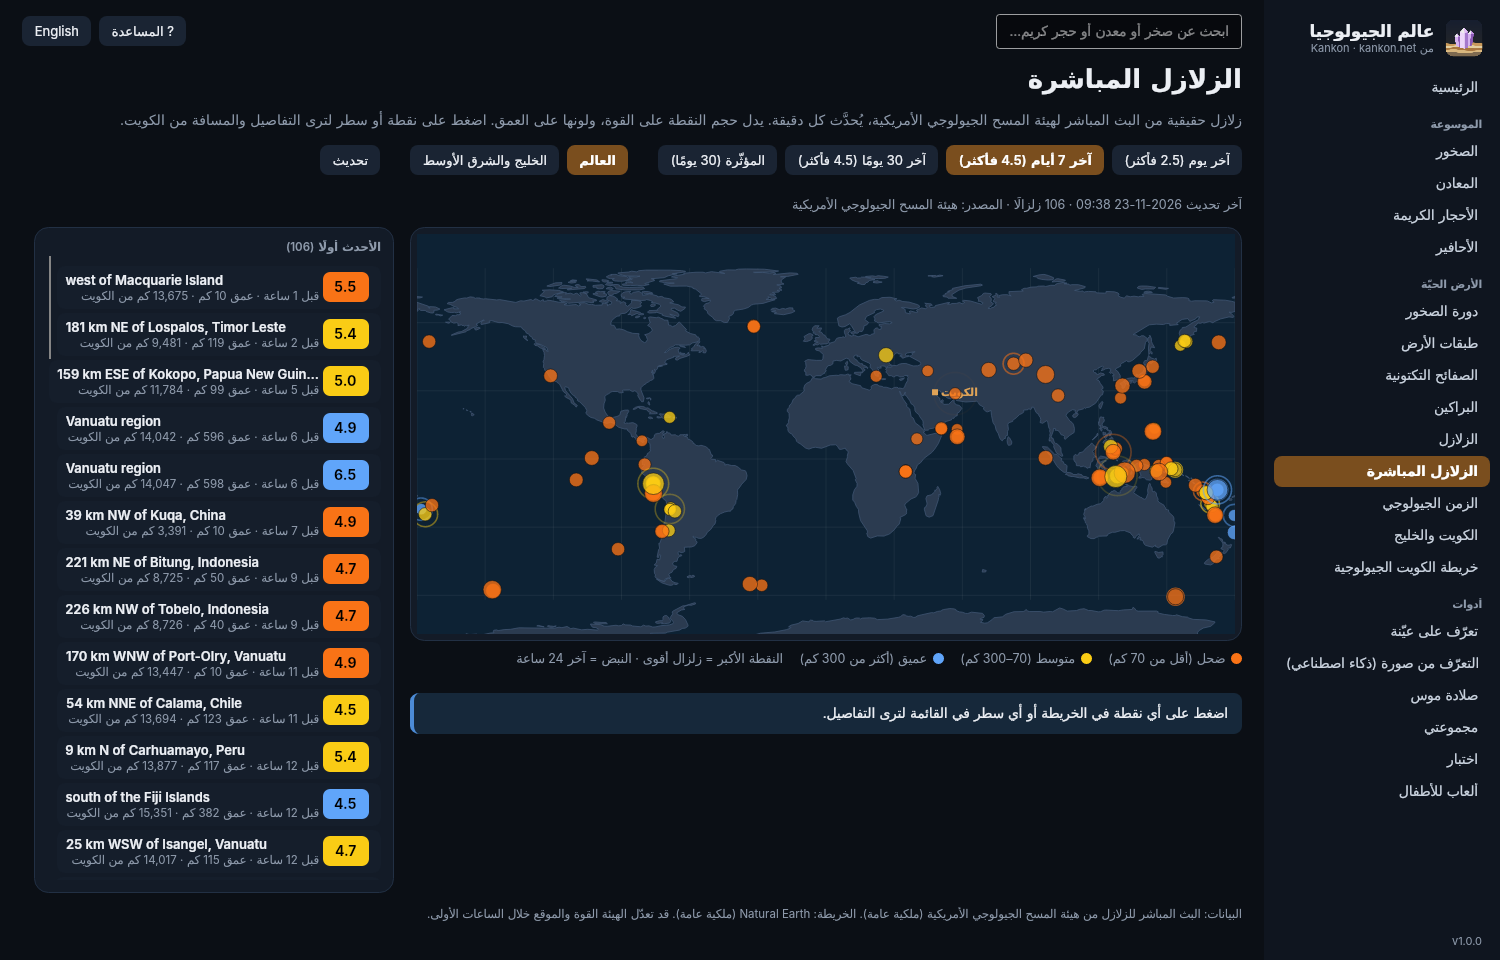 عالم الجيولوجيا
من Kankon · kankon.net
الرئيسية
الموسوعة
الصخور
المعادن
الأحجار الكريمة
الأحافير
الأرض الحيّة
دورة الصخور
طبقات الأرض
الصفائح التكتونية
البراكين
الزلازل
الزلازل المباشرة
الزمن الجيولوجي
الكويت والخليج
خريطة الكويت الجيولوجية
أدوات
تعرّف على عيّنة
التعرّف من صورة (ذكاء اصطناعي)
صلادة موس
مجموعتي
اختبار
ألعاب للأطفال
v1.0.0
ابحث عن صخر أو معدن أو حجر كريم...
? المساعدة
English
الزلازل المباشرة
زلازل حقيقية من البث المباشر لهيئة المسح الجيولوجي الأمريكية، يُحدَّث كل دقيقة. يدل حجم النقطة على القوة، ولونها على العمق. اضغط على نقطة أو سطر لترى التفاصيل والمسافة من الكويت.
آخر يوم (2.5 فأكثر)
آخر 7 أيام (4.5 فأكثر)
آخر 30 يومًا (4.5 فأكثر)
المؤثّرة (30 يومًا)
العالم
الخليج والشرق الأوسط
تحديث
آخر تحديث 2026-11-23 09:38 · 106 زلزالًا · المصدر: هيئة المسح الجيولوجي الأمريكية
الكويت
ضحل (أقل من 70 كم)
متوسط (70–300 كم)
عميق (أكثر من 300 كم)
النقطة الأكبر = زلزال أقوى · النبض = آخر 24 ساعة
اضغط على أي نقطة في الخريطة أو أي سطر في القائمة لترى التفاصيل.
الأحدث أولًا (106)
5.5
west of Macquarie Island
قبل 1 ساعة · عمق 10 كم · 13,675 كم من الكويت
5.4
181 km NE of Lospalos, Timor Leste
قبل 2 ساعة · عمق 119 كم · 9,481 كم من الكويت
5.0
159 km ESE of Kokopo, Papua New Guin...
قبل 5 ساعة · عمق 99 كم · 11,784 كم من الكويت
4.9
Vanuatu region
قبل 6 ساعة · عمق 596 كم · 14,042 كم من الكويت
6.5
Vanuatu region
قبل 6 ساعة · عمق 598 كم · 14,047 كم من الكويت
4.9
39 km NW of Kuqa, China
قبل 7 ساعة · عمق 10 كم · 3,391 كم من الكويت
4.7
221 km NE of Bitung, Indonesia
قبل 9 ساعة · عمق 50 كم · 8,725 كم من الكويت
4.7
226 km NW of Tobelo, Indonesia
قبل 9 ساعة · عمق 40 كم · 8,726 كم من الكويت
4.9
170 km WNW of Port-Olry, Vanuatu
قبل 11 ساعة · عمق 10 كم · 13,447 كم من الكويت
4.5
54 km NNE of Calama, Chile
قبل 11 ساعة · عمق 123 كم · 13,694 كم من الكويت
5.4
9 km N of Carhuamayo, Peru
قبل 12 ساعة · عمق 117 كم · 13,877 كم من الكويت
4.5
south of the Fiji Islands
قبل 12 ساعة · عمق 382 كم · 15,351 كم من الكويت
4.7
25 km WSW of Isangel, Vanuatu
قبل 12 ساعة · عمق 115 كم · 14,017 كم من الكويت
البيانات: البث المباشر للزلازل من هيئة المسح الجيولوجي الأمريكية (ملكية عامة). الخريطة: Natural Earth (ملكية عامة). قد تعدّل الهيئة القوة والموقع خلال الساعات الأولى.